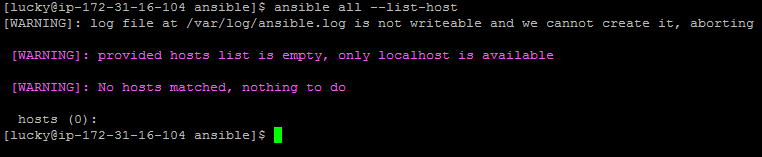 [lucky@ip-172-31-16-104 ansible]$ ansible all --list-host
[WARNING]: log file at /var/log/ansible.log is not writeable and we cannot create it, aborting
[WARNING]: provided hosts list is empty, only localhost is available
[WARNING]: No hosts matched, nothing to do
hosts (0):
[lucky@ip-172-31-16-104 ansible]$